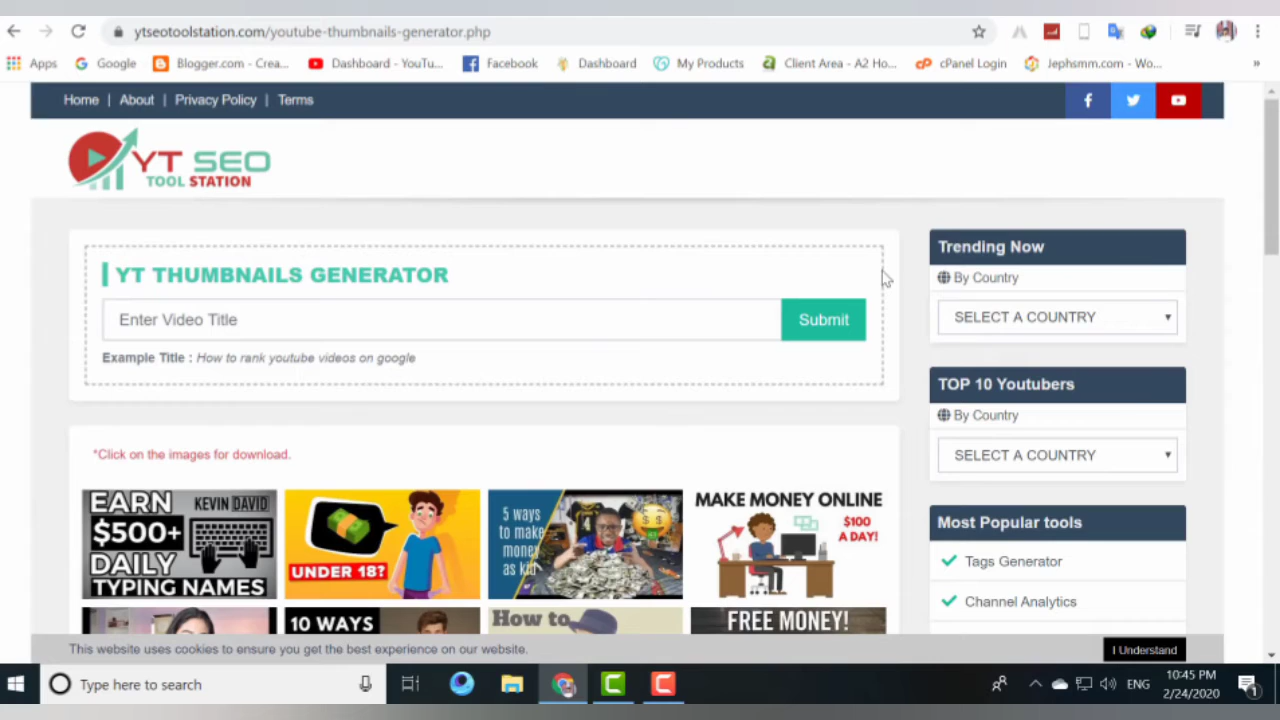 ytseotoolstation.com/youtube-thumbnails-generator.php
Apps Google Blogger.com - Crea... Dashboard - YouTu... Facebook Dashboard My Products Client Area - A2 Ho... cPanel Login Jephsmm.com - Wo... »
Home | About | Privacy Policy | Terms
YT SEO
TOOL STATION
YT THUMBNAILS GENERATOR
Enter Video Title
Submit
Example Title : How to rank youtube videos on google
*Click on the images for download.
EARN KEVIN DAVID
$500+
DAILY
TYPING NAMES
UNDER 18?
5 ways
to make
money
as kid
MAKE MONEY ONLINE
$100
A DAY!
10 WAYS
How to
FREE MONEY!
Trending Now
By Country
SELECT A COUNTRY
TOP 10 Youtubers
By Country
SELECT A COUNTRY
Most Popular tools
Tags Generator
Channel Analytics
This website uses cookies to ensure you get the best experience on our website.
I Understand
Type here to search
ENG
10:45 PM
2/24/2020
1